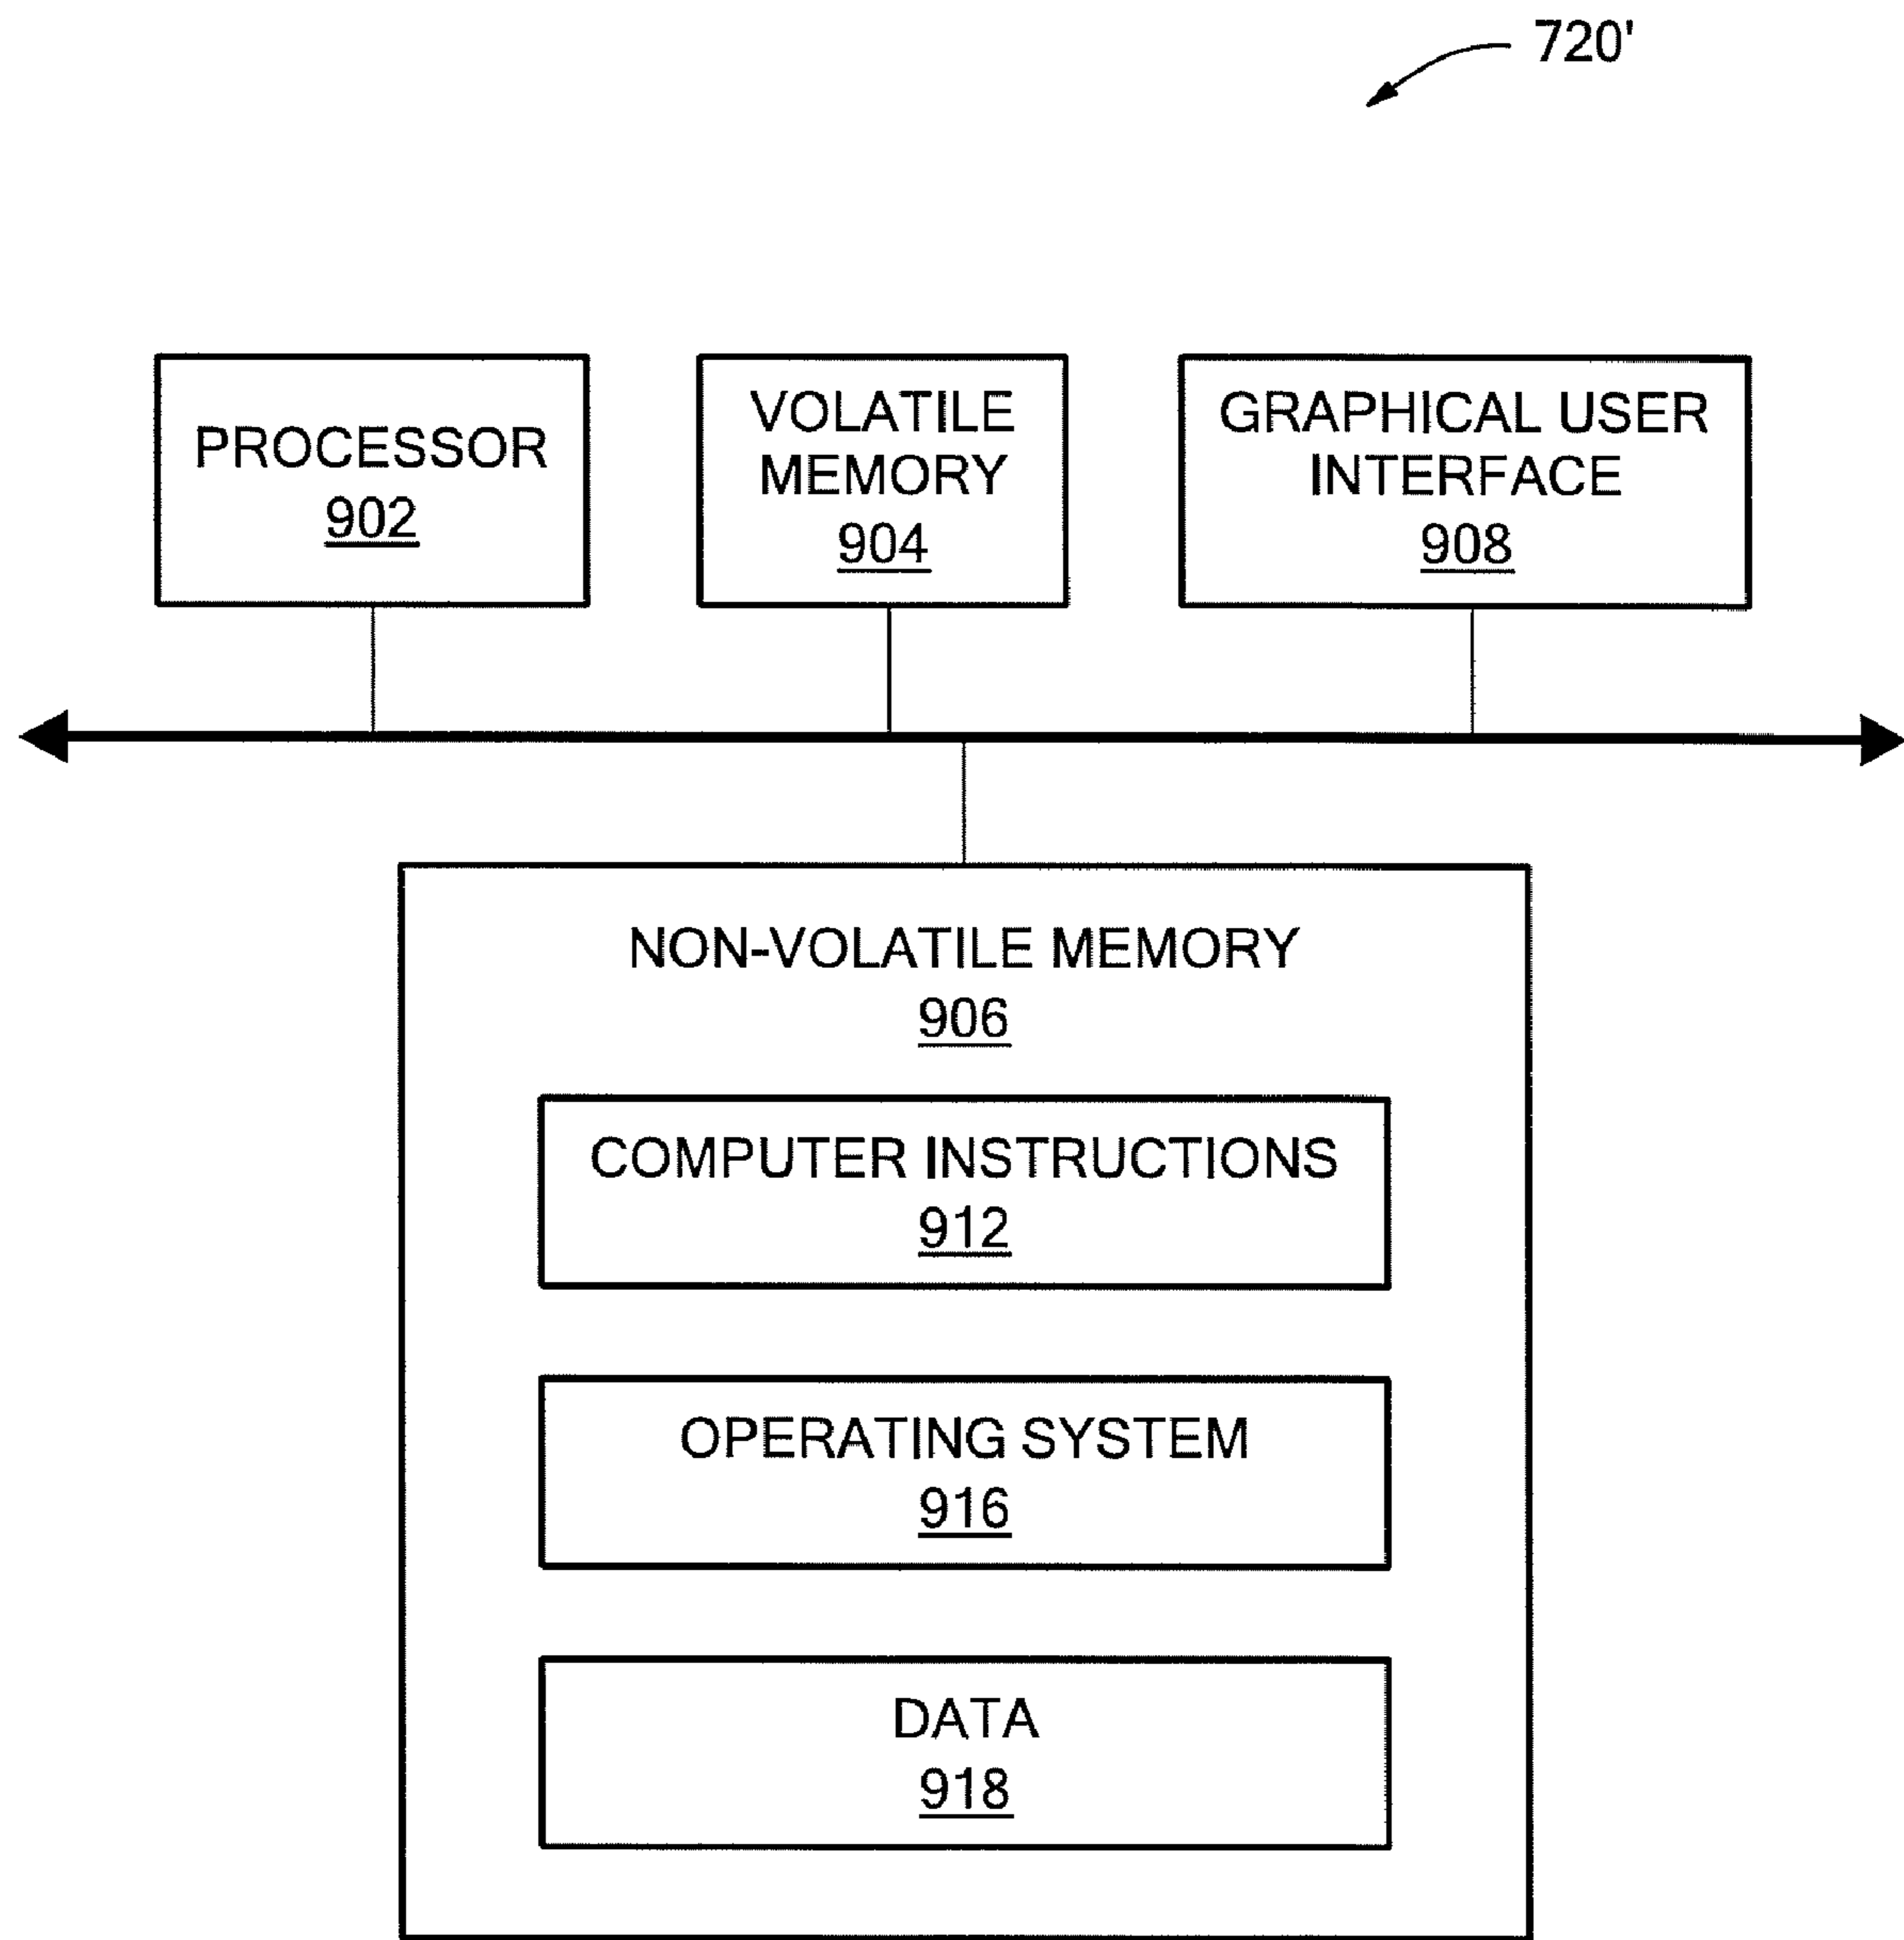 720'
PROCESSOR
902
VOLATILE
MEMORY
904
GRAPHICAL USER
INTERFACE
908
NON-VOLATILE MEMORY
906
COMPUTER INSTRUCTIONS
912
OPERATING SYSTEM
916
DATA
918